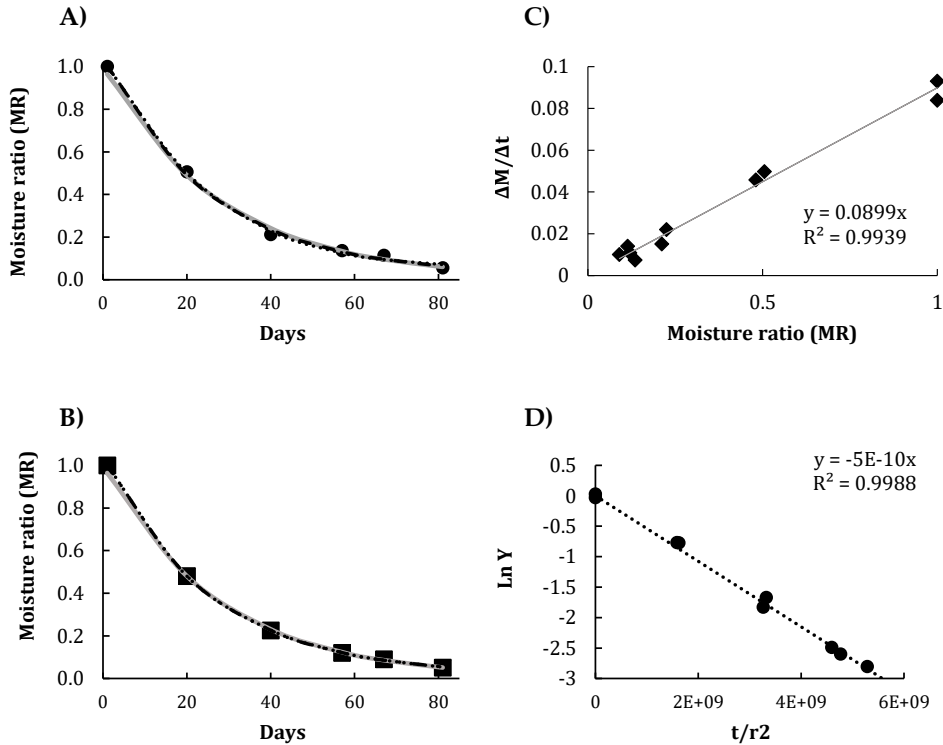 A)
Moisture ratio (MR)
1.0
0.8
0.6
0.4
0.2
0.0
0
20
40
60
80
Days
C)
ΔM/Δt
0.1
0.08
0.06
0.04
0.02
0
0
0.5
1
Moisture ratio (MR)
y = 0.0899x
R² = 0.9939
B)
Moisture ratio (MR)
1.0
0.8
0.6
0.4
0.2
0.0
0
20
40
60
80
Days
D)
y = -5E-10x
R² = 0.9988
Ln Y
0.5
0
-0.5
-1
-1.5
-2
-2.5
-3
0
2E+09
4E+09
6E+09
t/r2